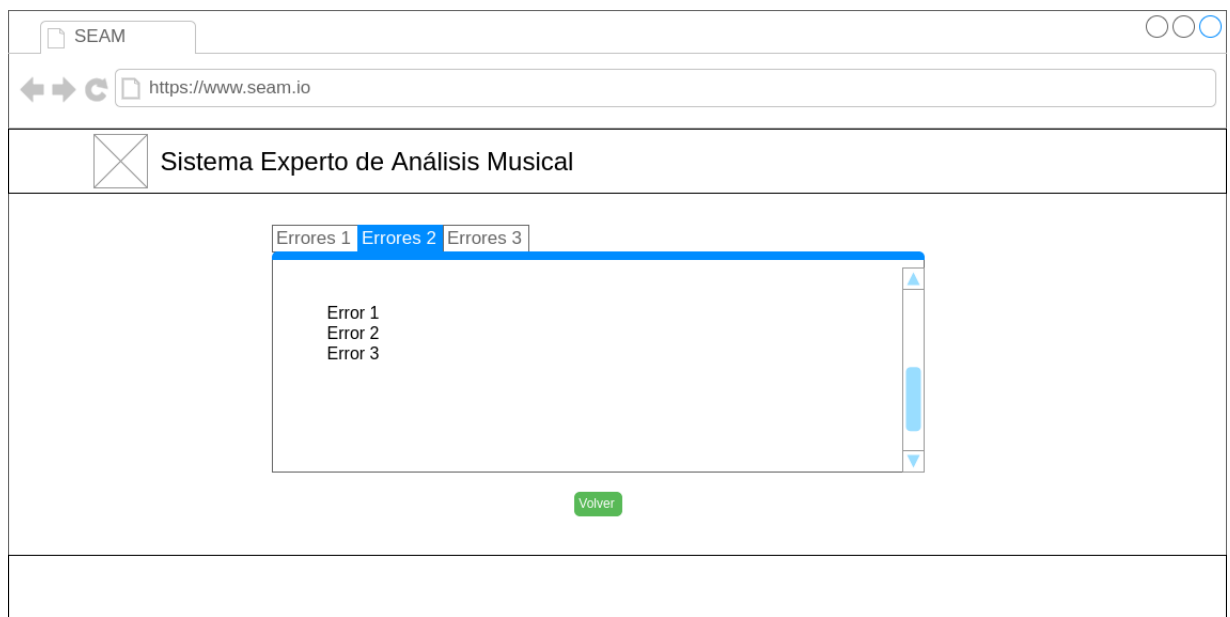 SEAM
https://www.seam.io
Sistema Experto de Análisis Musical
Errores 1 Errores 2 Errores 3
Error 1
Error 2
Error 3
Volver